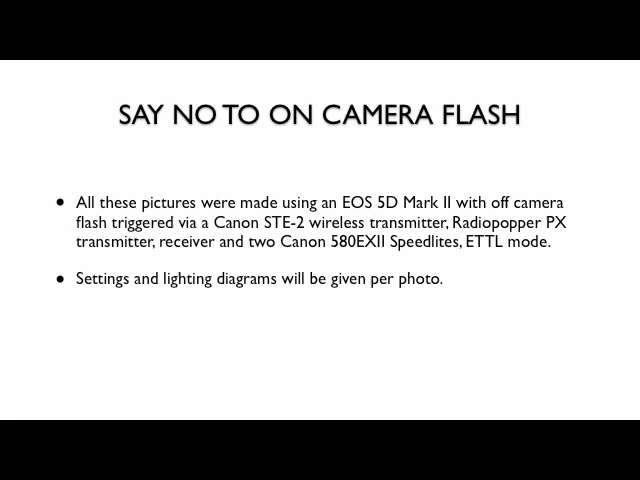 SAY NO TO ON CAMERA FLASH
• All these pictures were made using an EOS 5D Mark II with off camera
flash triggered via a Canon STE-2 wireless transmitter, Radiopopper PX
transmitter, receiver and two Canon 580EXII Speedlites, ETTL mode.
• Settings and lighting diagrams will be given per photo.